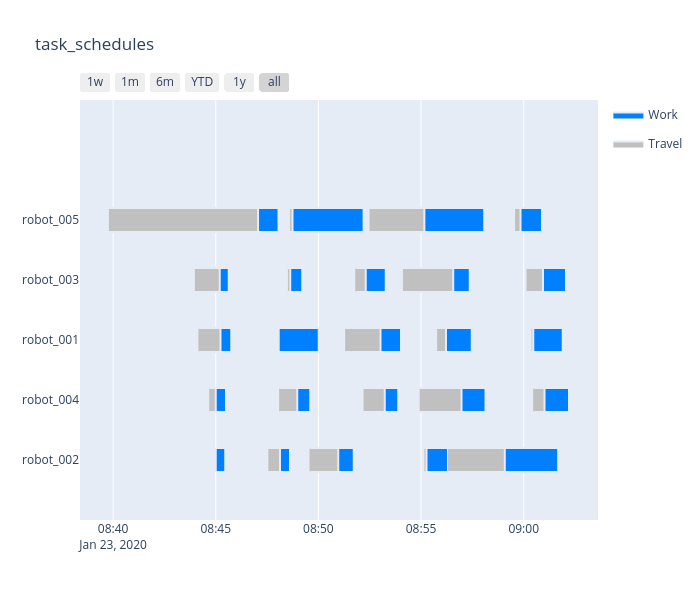 task_schedules
1w 1m 6m YTD 1y all
Work
Travel
robot_005
robot_003
robot_001
robot_004
robot_002
08:40 08:45 08:50 08:55 09:00
Jan 23, 2020